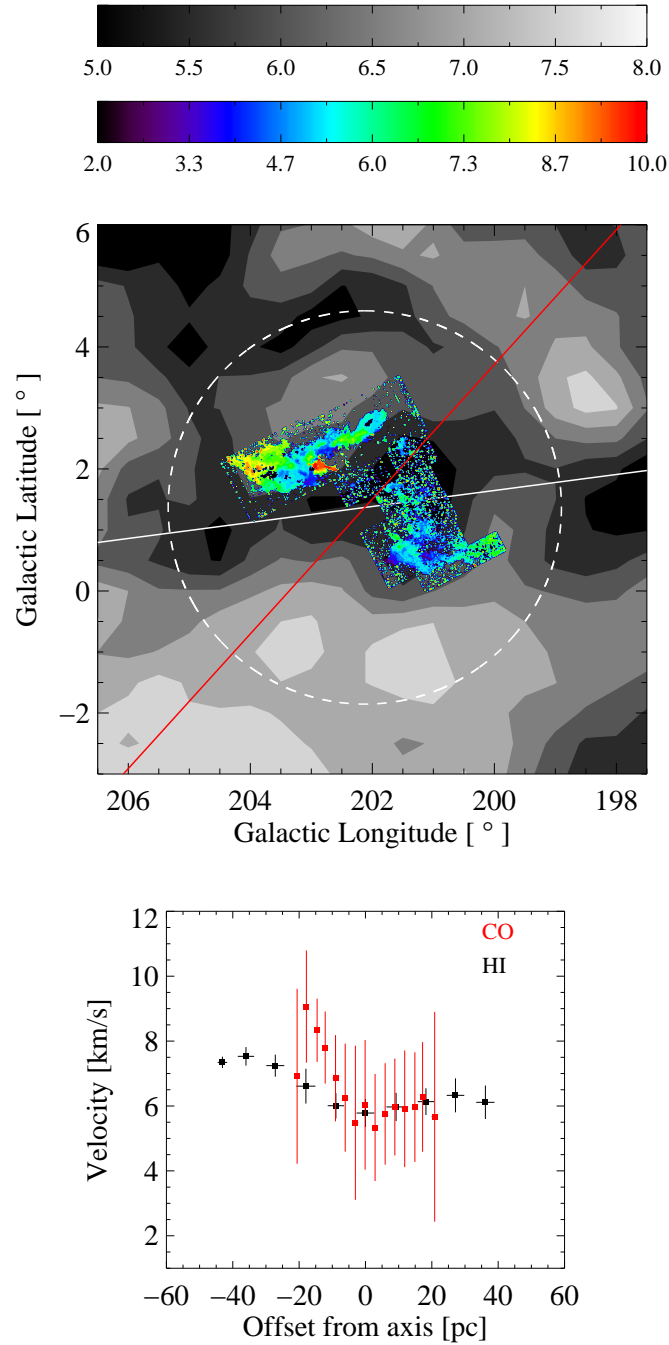 5.0 5.5 6.0 6.5 7.0 7.5 8.0
2.0 3.3 4.7 6.0 7.3 8.7 10.0
6
4
2
0
−2
Galactic Latitude [ ° ]
206 204 202 200 198
Galactic Longitude [ ° ]
12
10
8
6
4
2
Velocity [km/s]
CO
HI
−60 −40 −20 0 20 40 60
Offset from axis [pc]